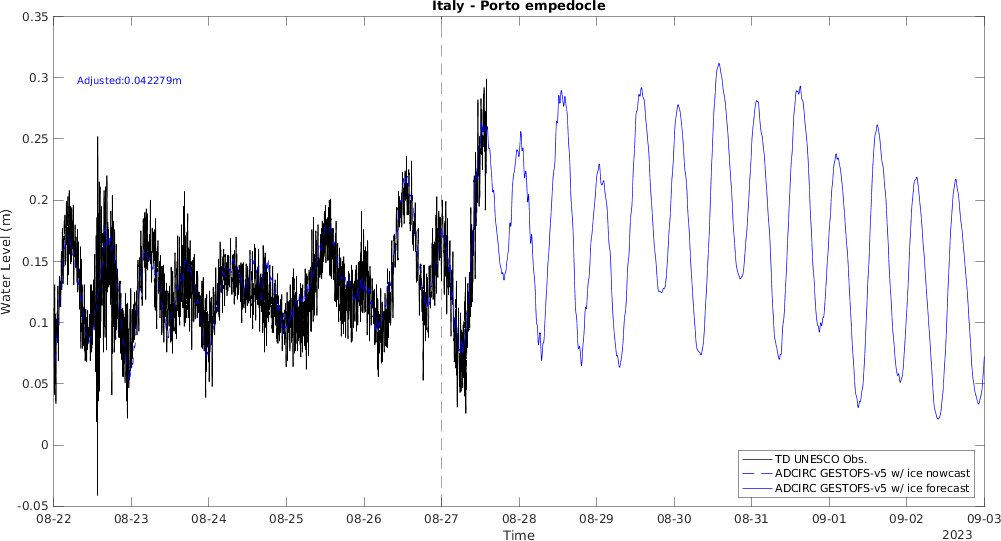 Italy - Porto empedocle
0.35
0.3
0.25
0.2
0.15
0.1
0.05
0
-0.05
Water Level (m)
Adjusted:0.042279m
TD UNESCO Obs.
ADCIRC GESTOFS-v5 w/ ice nowcast
ADCIRC GESTOFS-v5 w/ ice forecast
08-22 08-23 08-24 08-25 08-26 08-27 08-28 08-29 08-30 08-31 09-01 09-02 09-03
Time
2023